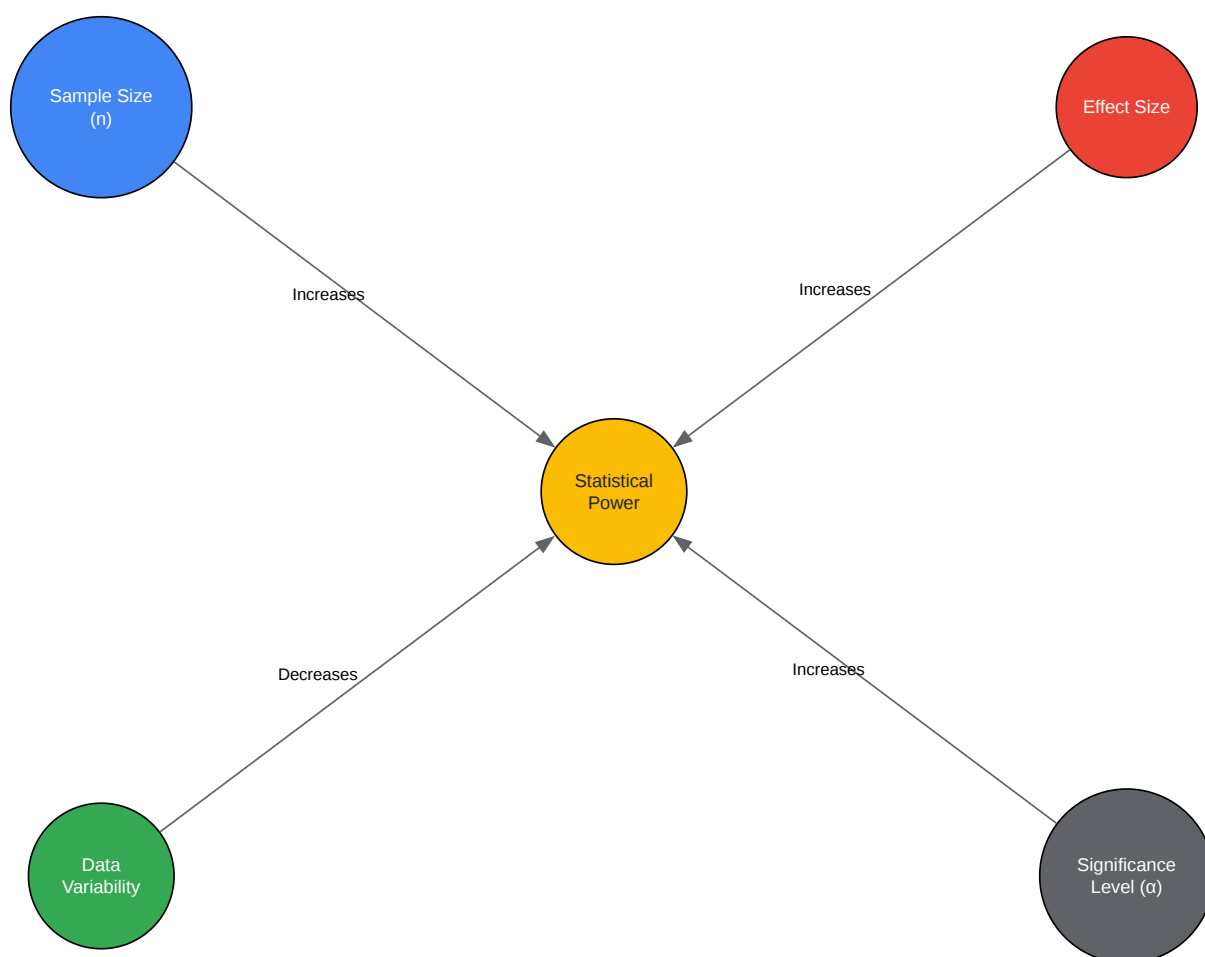 Sample Size
(n)
Effect Size
Increases
Increases
Statistical
Power
Decreases
Increases
Data
Variability
Significance
Level (α)